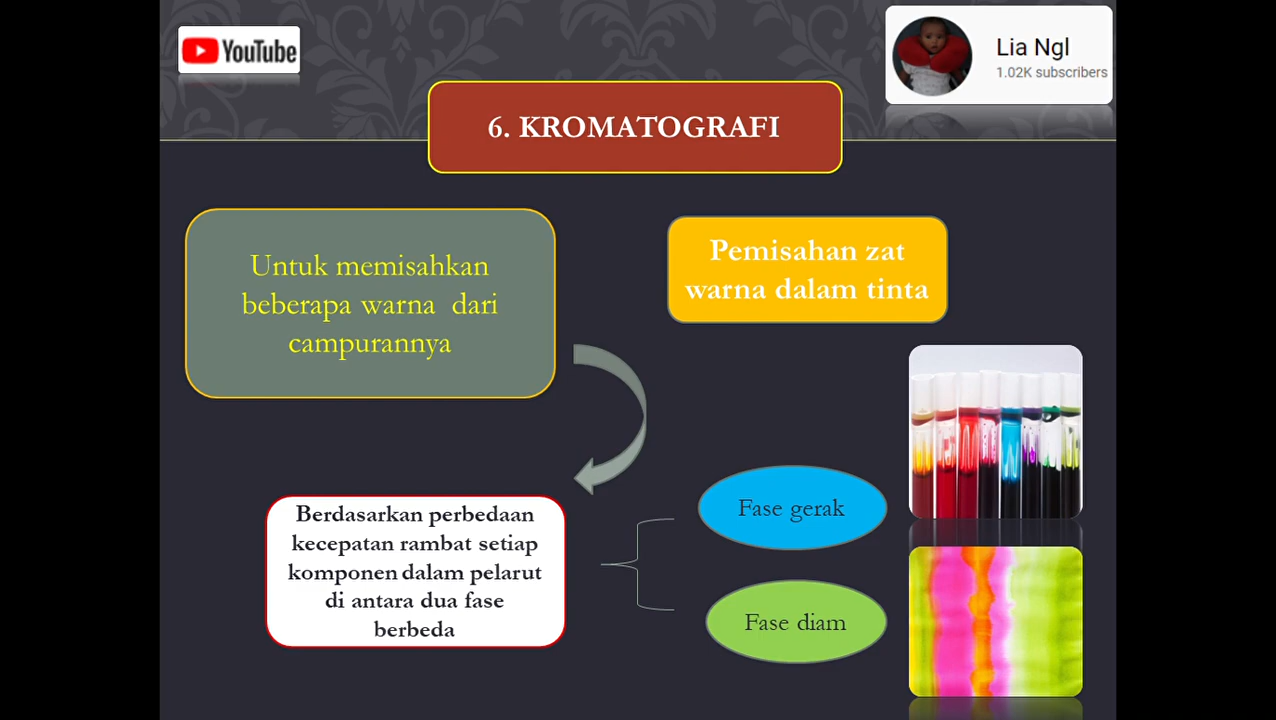 YouTube
Lia Ngl
1.02K subscribers
6. KROMATOGRAFI
Untuk memisahkan
beberapa warna dari
campurannya
Pemisahan zat
warna dalam tinta
Berdasarkan perbedaan
kecepatan rambat setiap
komponen dalam pelarut
di antara dua fase
berbeda
Fase gerak
Fase diam